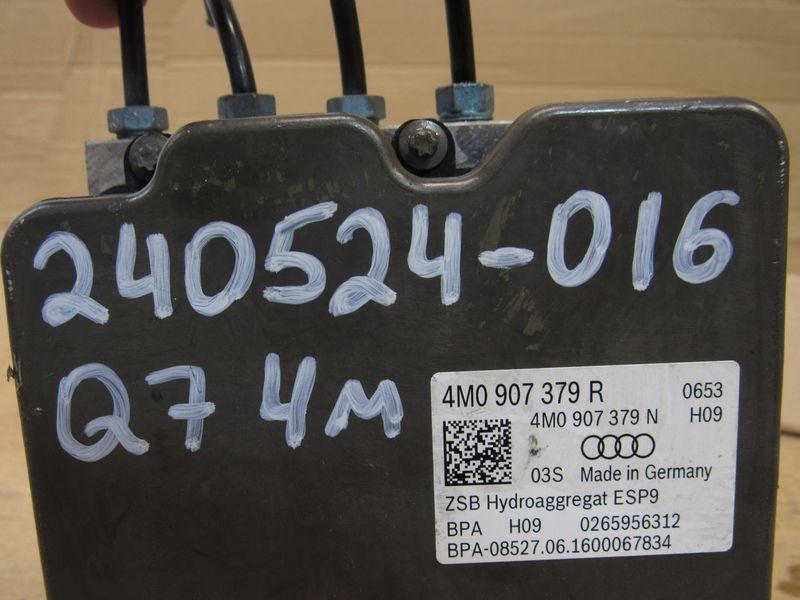 240524-016
Q7 4M
4M0 907 379 R 0653
4M0 907 379 N H09
03S Made in Germany
ZSB Hydroaggregat ESP9
BPA H09 0265956312
BPA-08527.06.1600067834